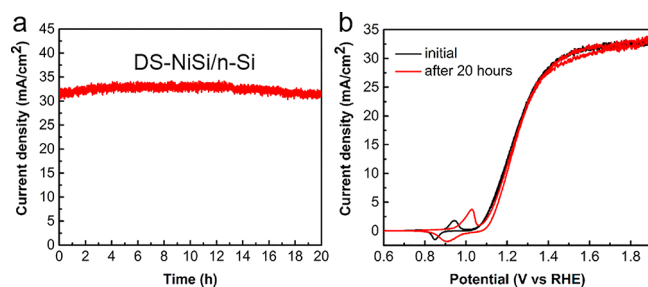 a
DS-NiSi/n-Si
Current density (mA/cm²)
45
40
35
30
25
20
15
10
5
0
0 2 4 6 8 10 12 14 16 18 20
Time (h)
b
initial
after 20 hours
Current density (mA/cm²)
35
30
25
20
15
10
5
0
0.6 0.8 1.0 1.2 1.4 1.6 1.8
Potential (V vs RHE)